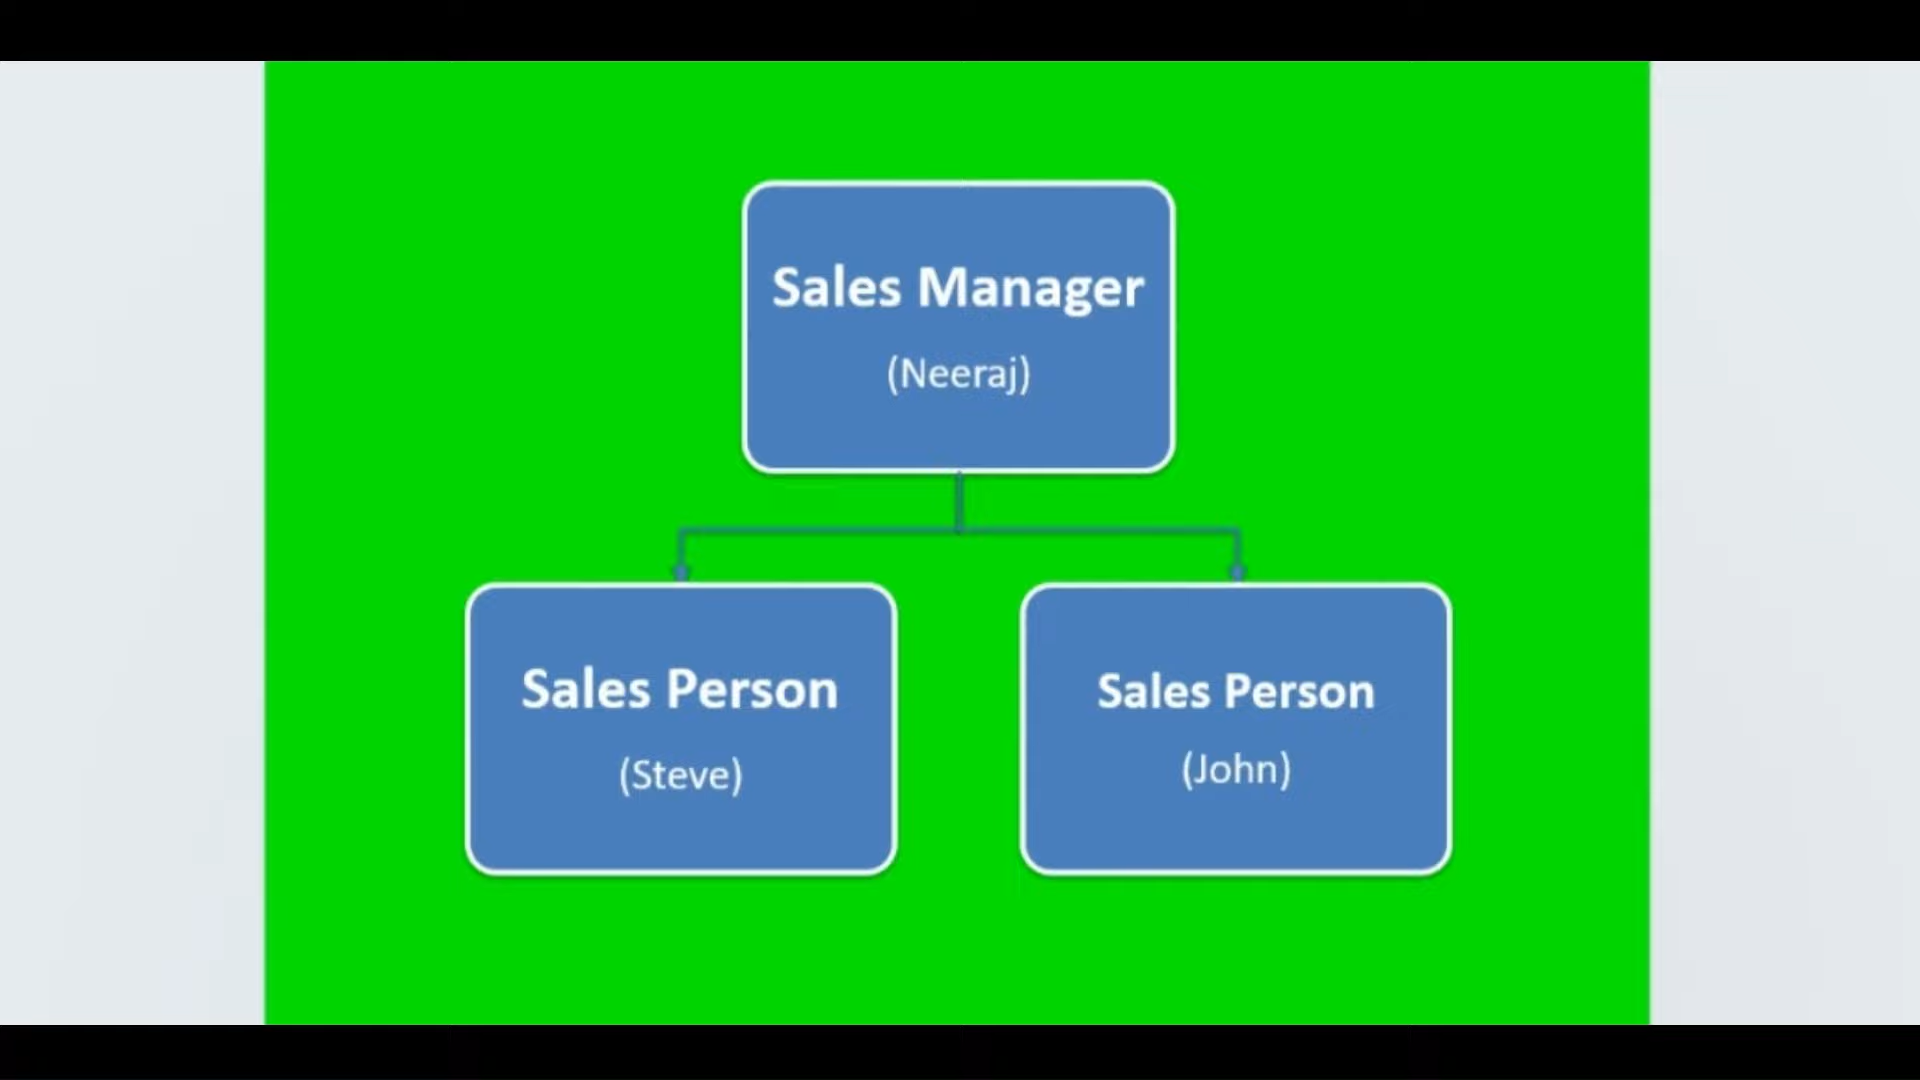 Sales Manager
(Neeraj)
Sales Person
(Steve)
Sales Person
(John)